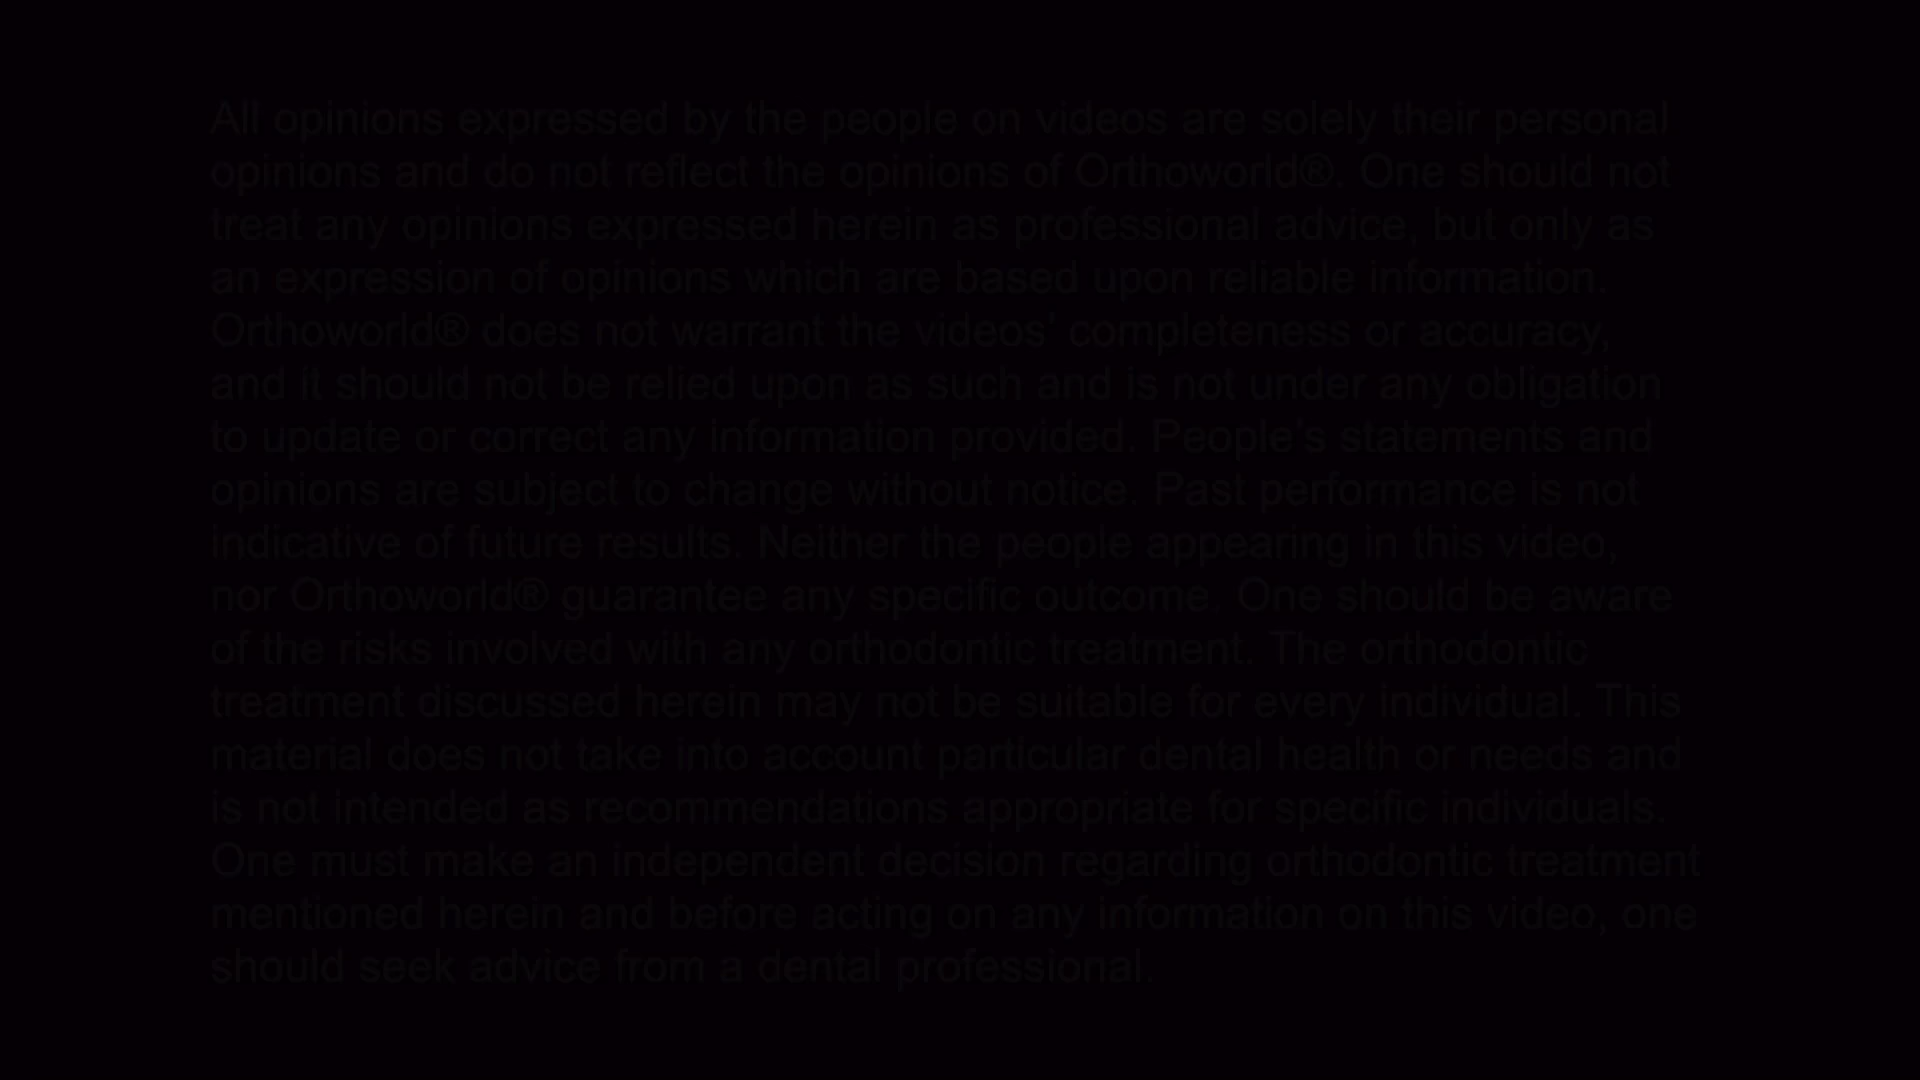 All opinions expressed by the people on videos are solely their personal
opinions and do not reflect the opinions of Orthoworld®. One should not
treat any opinions expressed herein as professional advice, but only as
an expression of opinions which are based upon reliable information.
Orthoworld® does not warrant the videos' completeness or accuracy,
and it should not be relied upon as such and is not under any obligation
to update or correct any information provided. People's statements and
opinions are subject to change without notice. Past performance is not
indicative of future results. Neither the people appearing in this video,
nor Orthoworld® guarantee any specific outcome. One should be aware
of the risks involved with any orthodontic treatment. The orthodontic
treatment discussed herein may not be suitable for every individual. This
material does not take into account particular dental health or needs and
is not intended as recommendations appropriate for specific individuals.
One must make an independent decision regarding orthodontic treatment
mentioned herein and before acting on any information on this video, one
should seek advice from a dental professional.